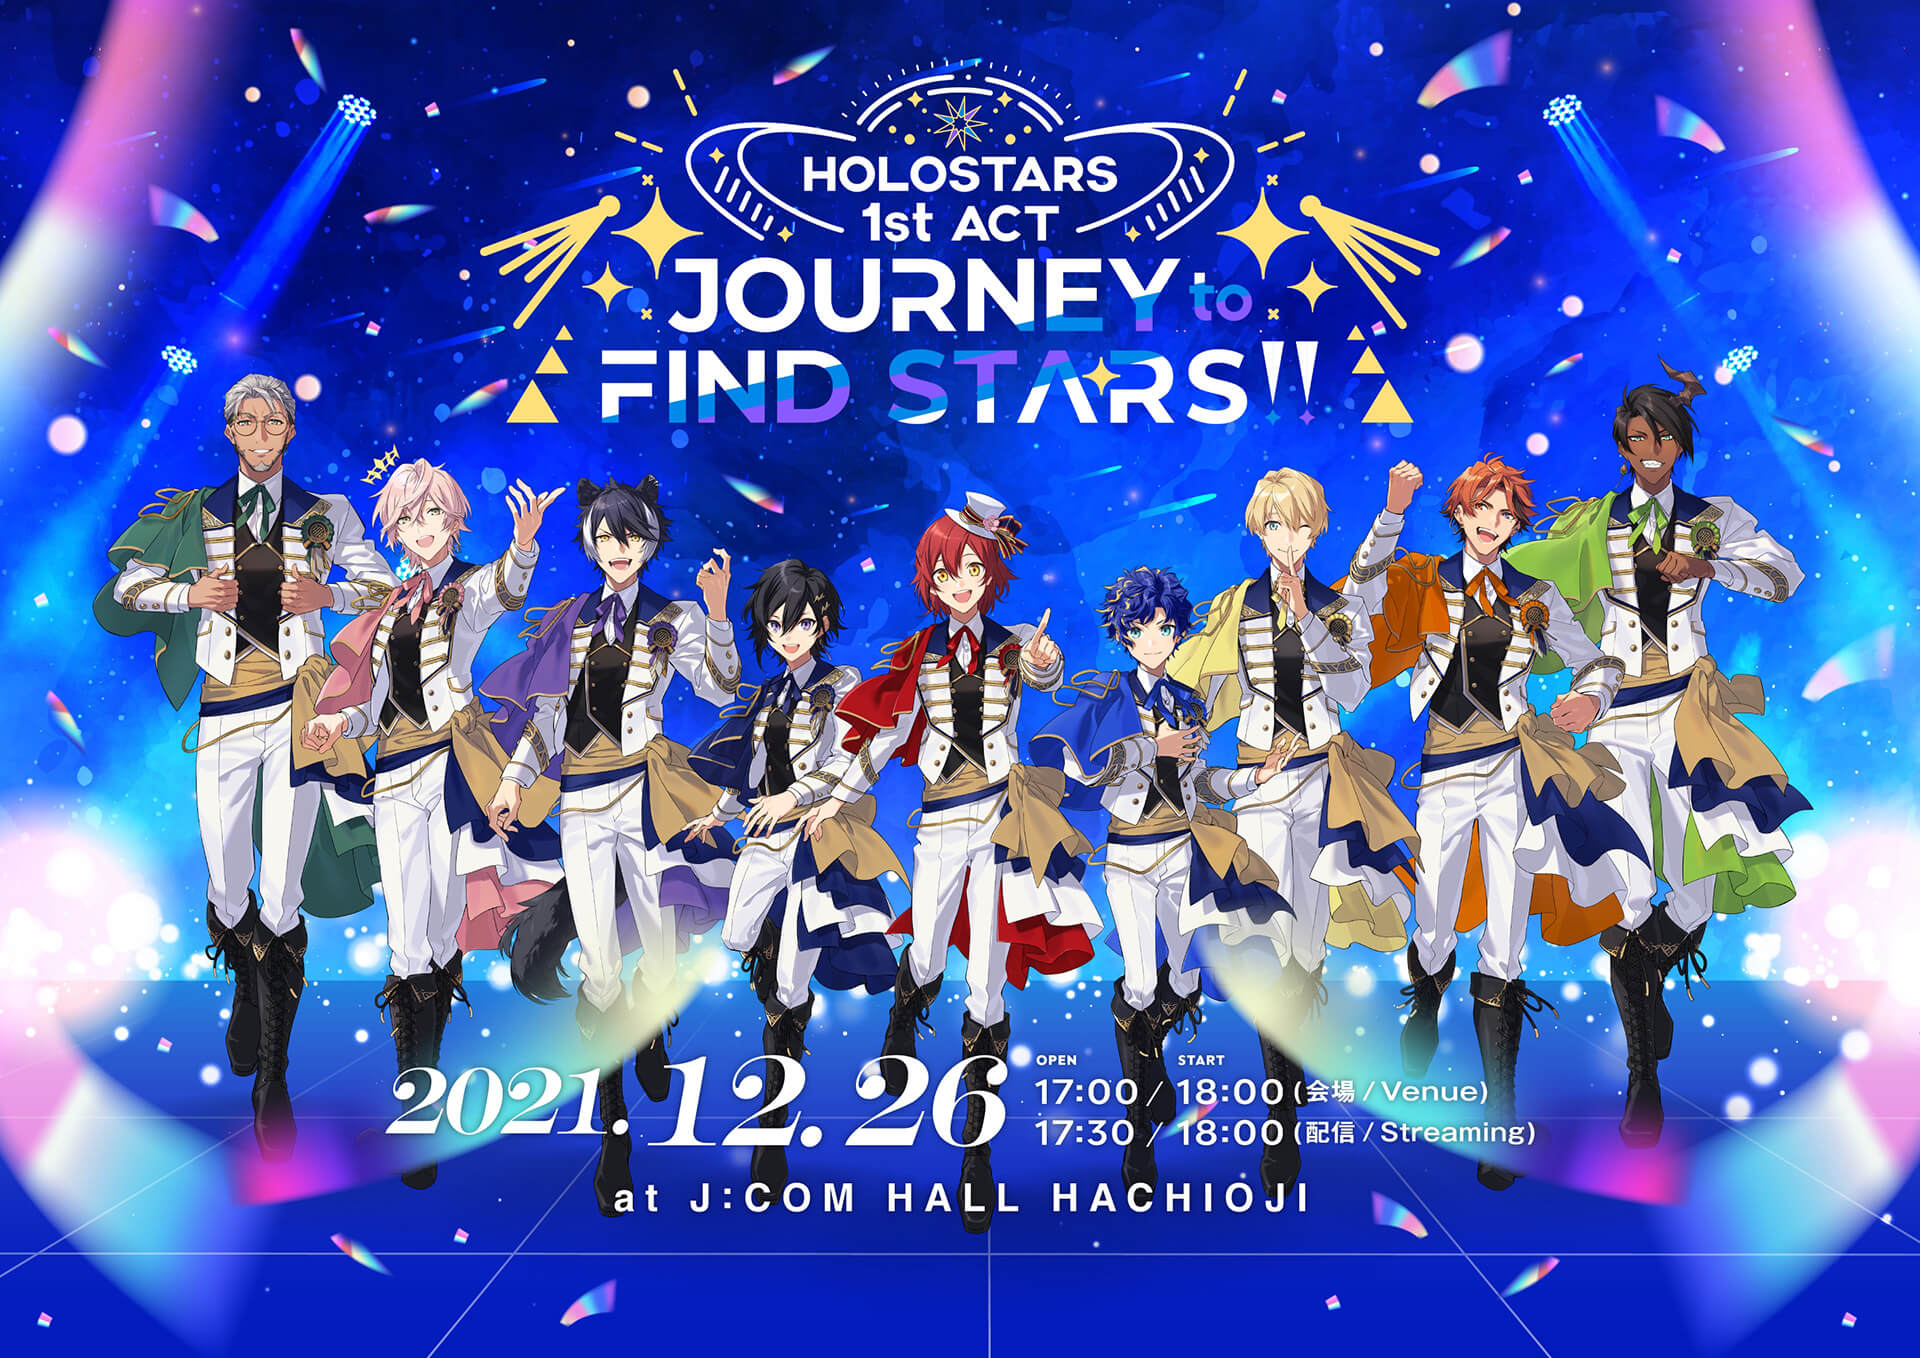 HOLOSTARS
1st ACT
JOURNEY to
FIND STARS!!
2021.12.26
OPEN START
17:00 / 18:00 (会場 / Venue)
17:30 / 18:00 (配信 / Streaming)
at J:COM HALL HACHIOJI